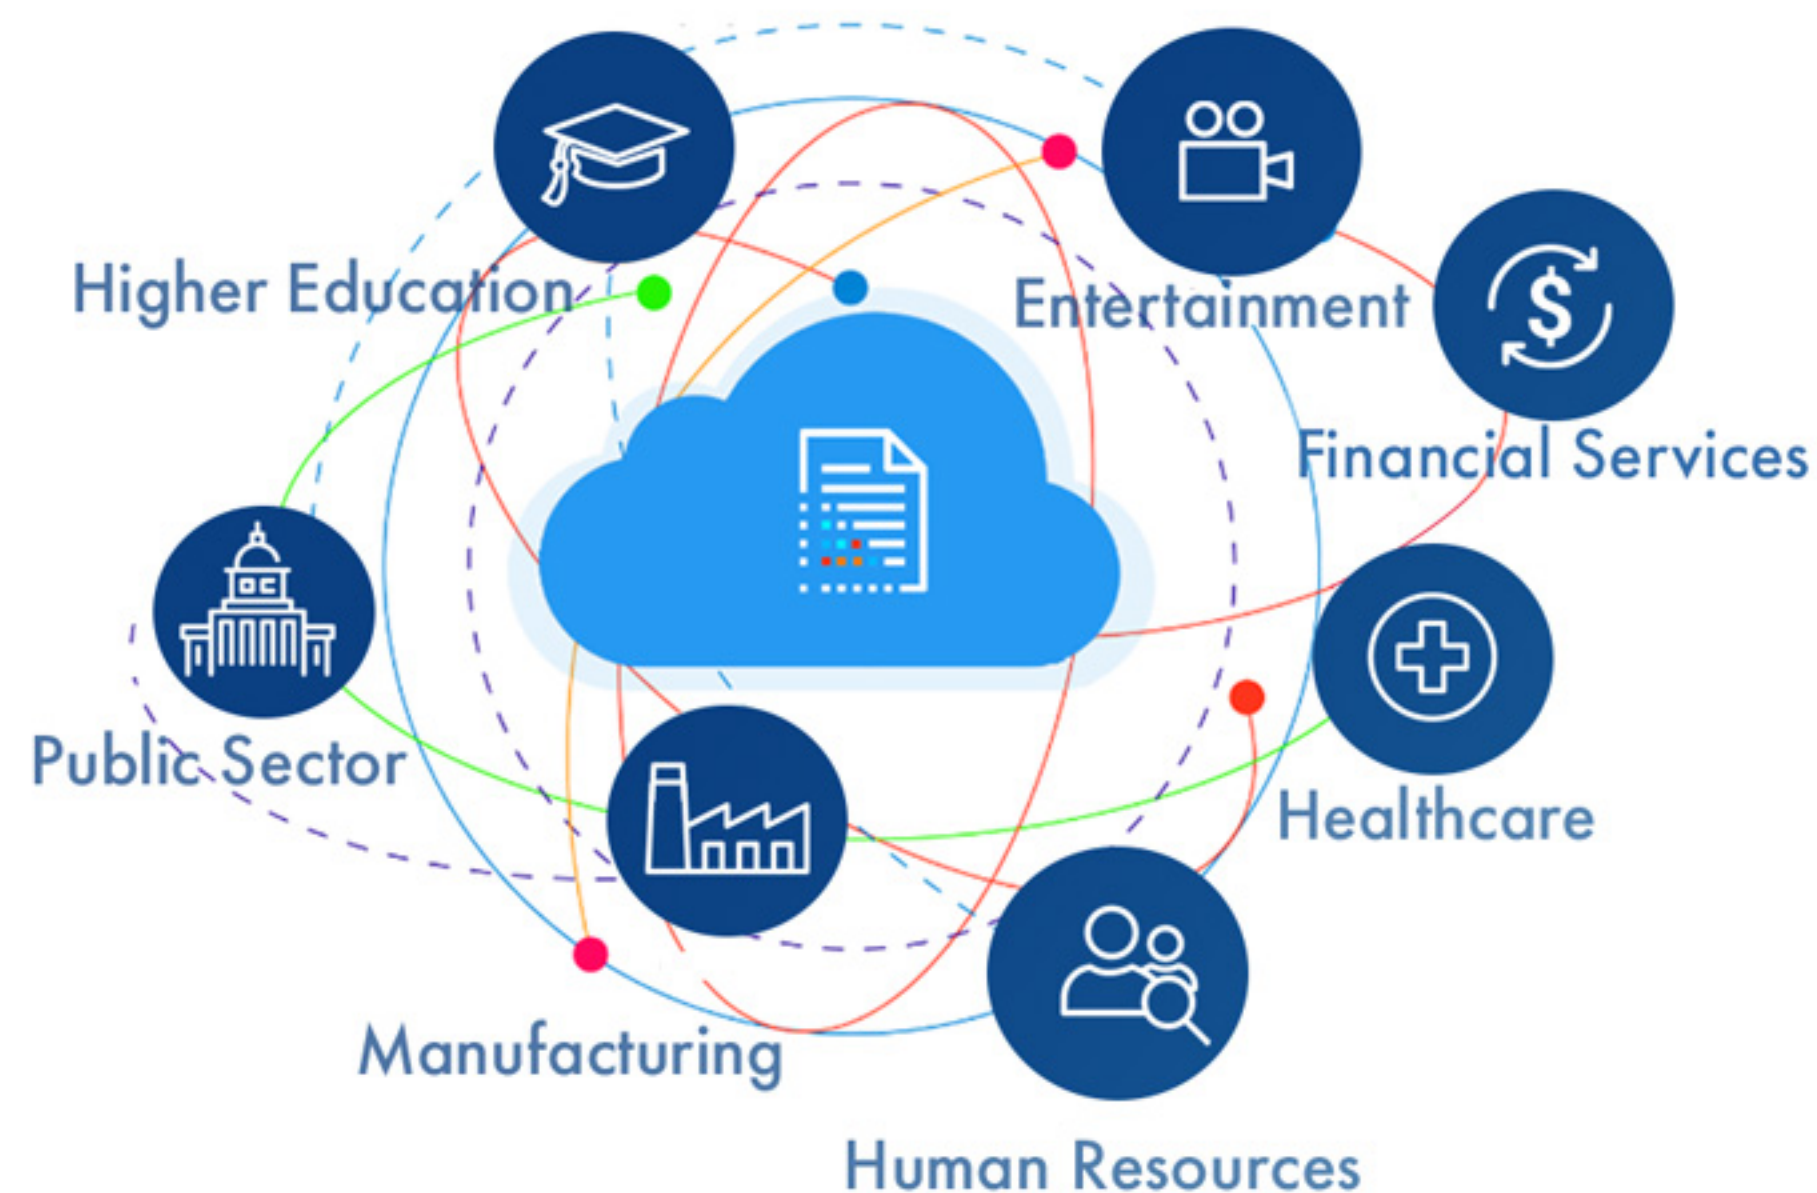 Higher Education
Entertainment
Financial Services
Public Sector
Healthcare
Manufacturing
Human Resources